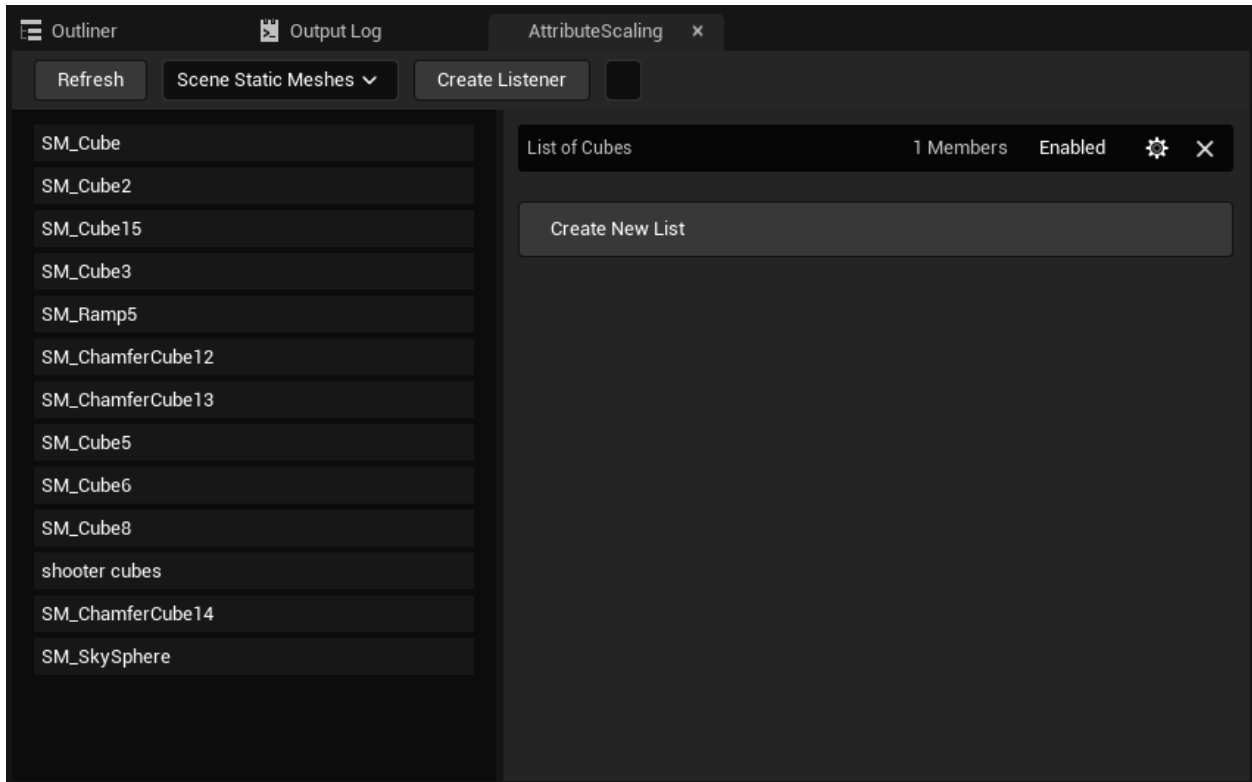 Outliner Output Log AttributeScaling
Refresh Scene Static Meshes Create Listener
SM_Cube
SM_Cube2
SM_Cube15
SM_Cube3
SM_Ramp5
SM_ChamferCube12
SM_ChamferCube13
SM_Cube5
SM_Cube6
SM_Cube8
shooter cubes
SM_ChamferCube14
SM_SkySphere
List of Cubes 1 Members Enabled
Create New List